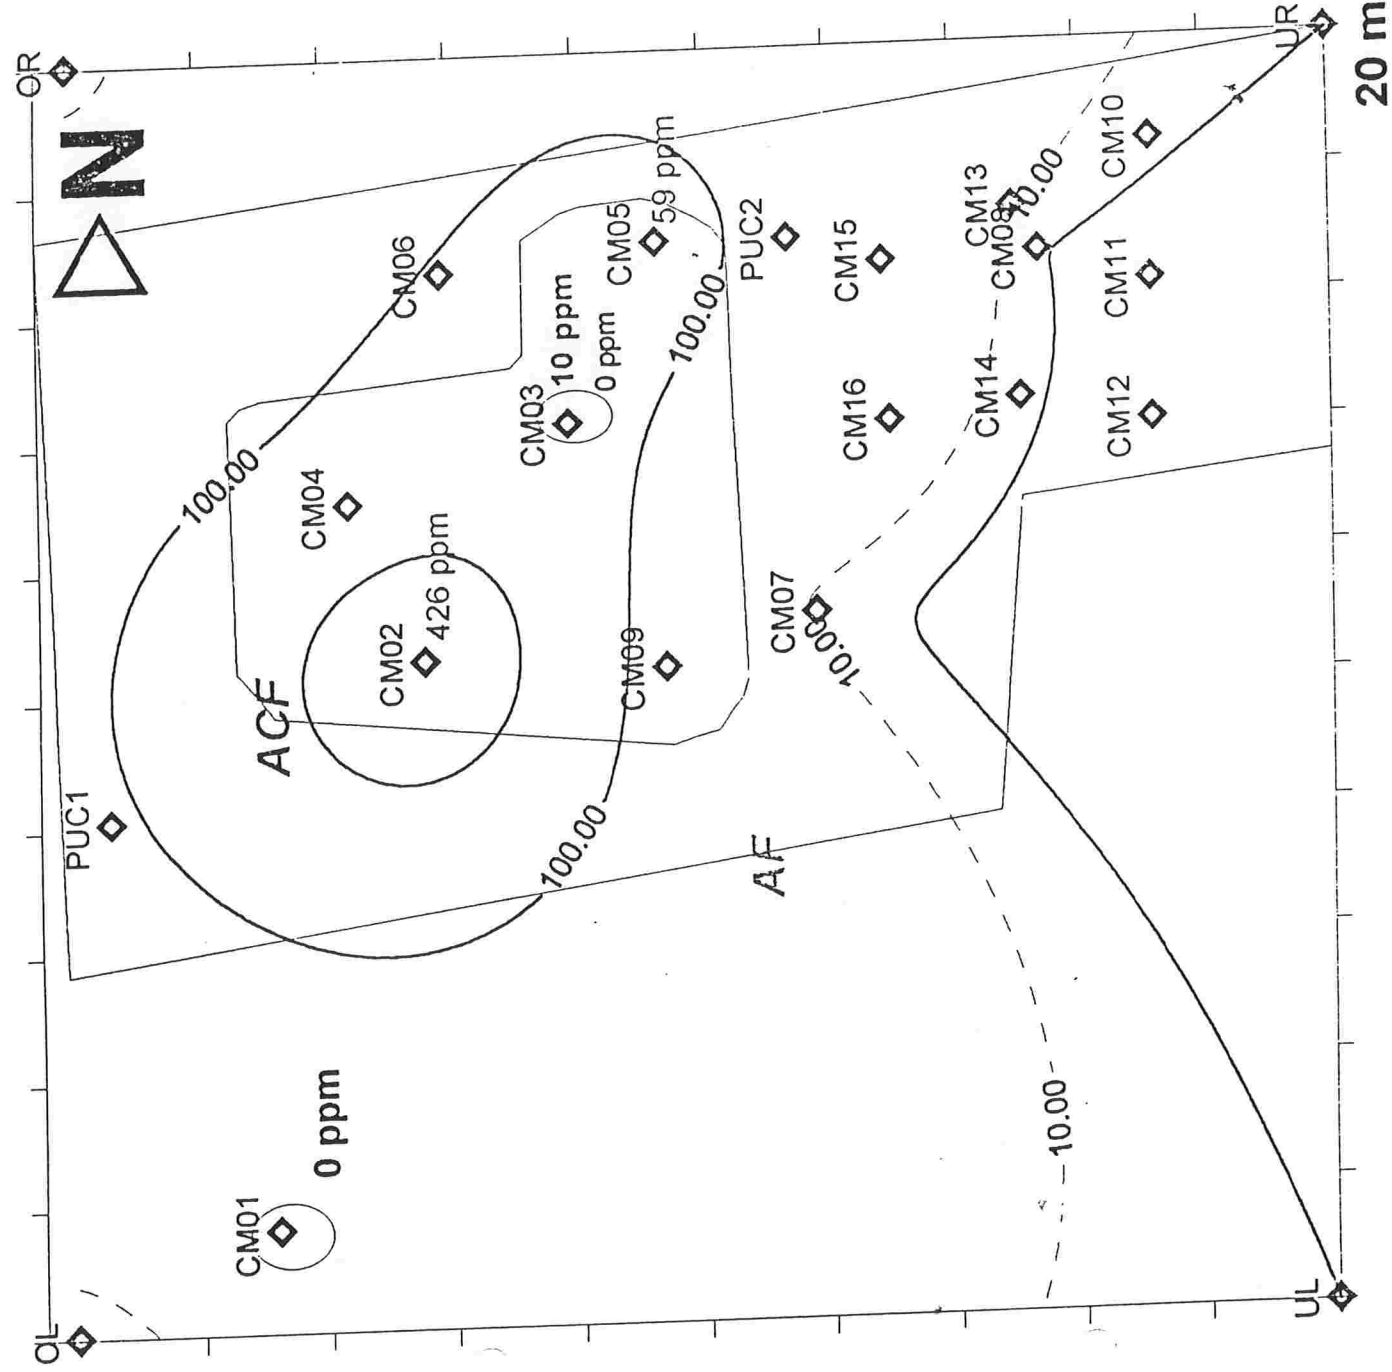 OR
N
CM06
CM05
59 ppm
PUC2
CM15
CM13
CM08
10.00
CM10
UR
20 m
10 ppm
0 ppm
CM03
100.00
CM16
CM14
CM11
CM12
100.00
CM04
CM02
426 ppm
CM09
CM07
10.00
ACF
PUC1
100.00
AF
0 ppm
CM01
10.00
OL
UL